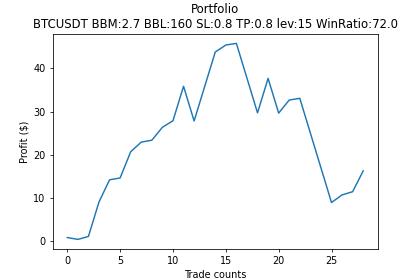 Portfolio
BTCUSDT BBM:2.7 BBL:160 SL:0.8 TP:0.8 lev:15 WinRatio:72.0
40
30
20
10
0
Profit ($)
0 5 10 15 20 25
Trade counts